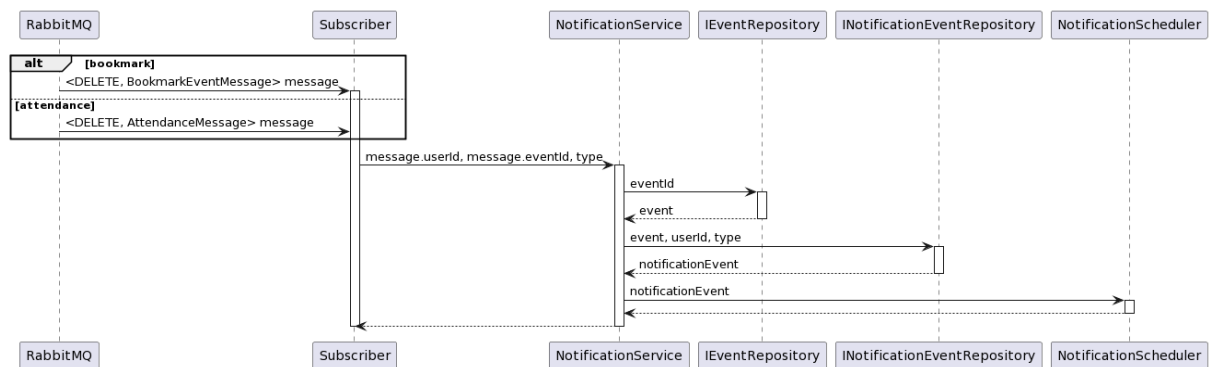 RabbitMQ Subscriber NotificationService IEventRepository INotificationEventRepository NotificationScheduler
alt [bookmark]
<DELETE, BookmarkEventMessage> message
[attendance]
<DELETE, AttendanceMessage> message
message.userId, message.eventId, type
eventId
event
event, userId, type
notificationEvent
notificationEvent
RabbitMQ Subscriber NotificationService IEventRepository INotificationEventRepository NotificationScheduler